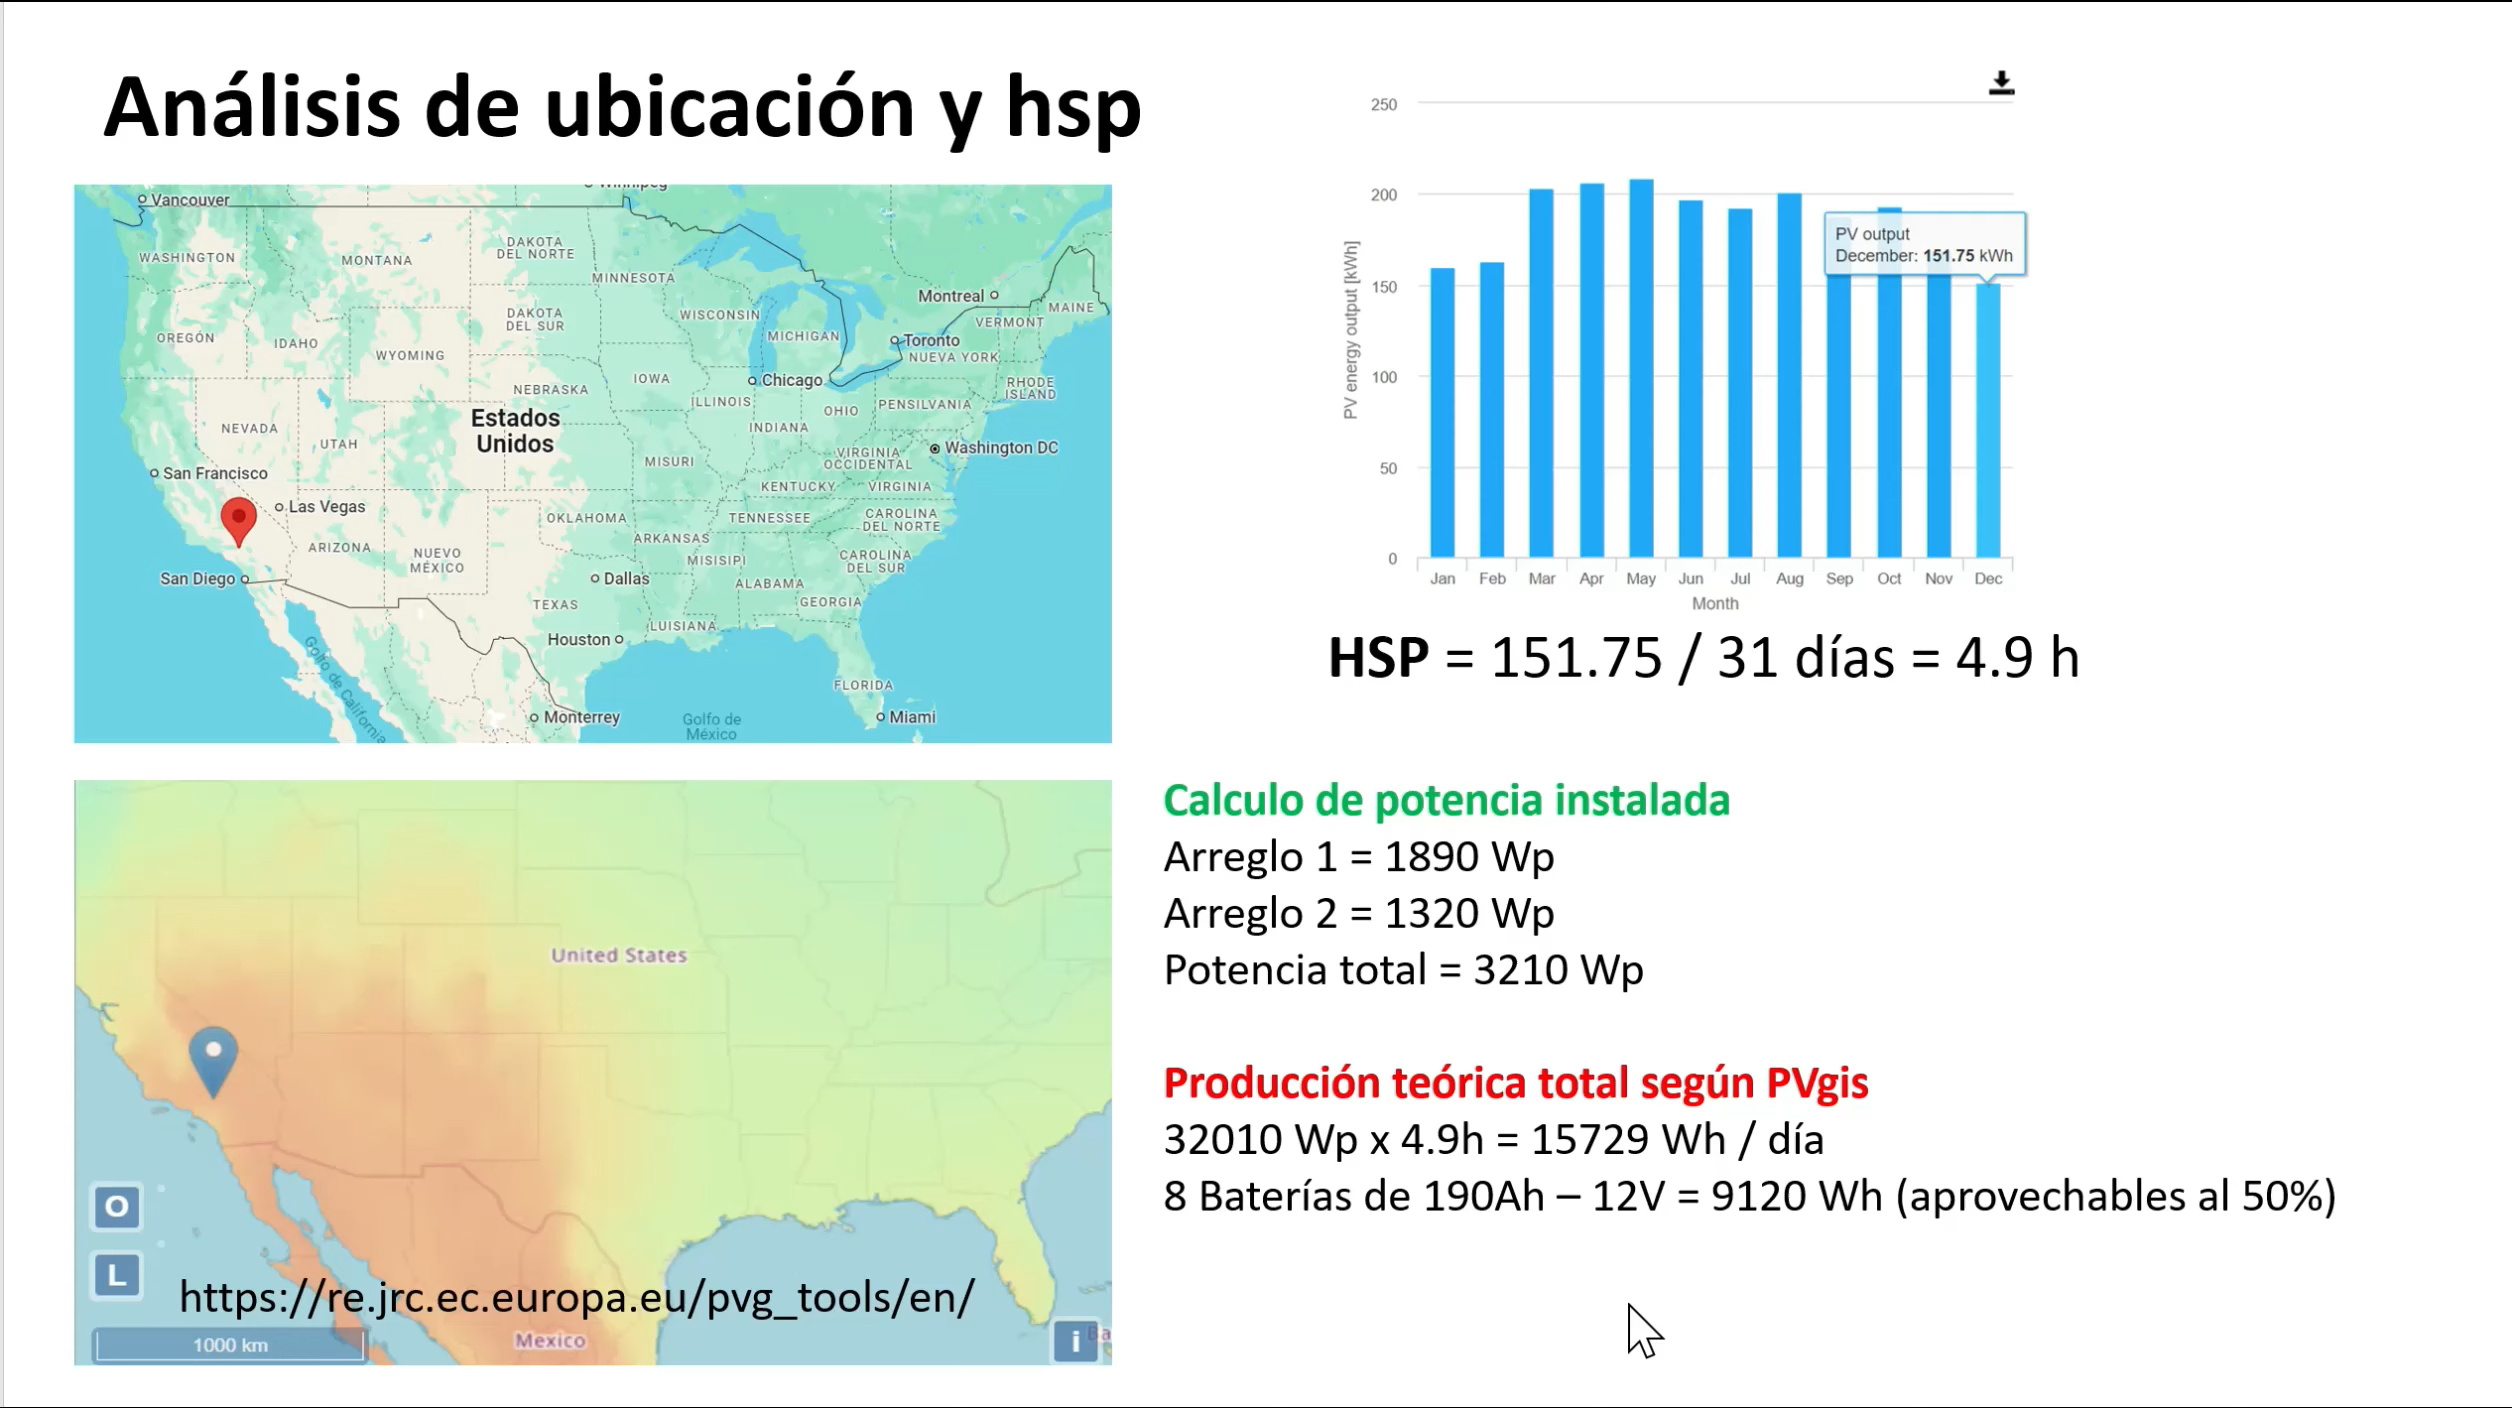 Análisis de ubicación y hsp
Winnipeg
Vancouver
WASHINGTON
MONTANA
DAKOTA
DEL NORTE
MINNESOTA
Montreal
MAINE
OREGÓN
IDAHO
WYOMING
DAKOTA
DEL SUR
WISCONSIN
MICHIGAN
VERMONT
Toronto
NUEVA YORK
NEBRASKA
IOWA
Chicago
ILLINOIS
RHODE
ISLAND
OHIO
PENSILVANIA
Estados
Unidos
NEVADA
UTAH
INDIANA
Washington DC
San Francisco
MISURI
VIRGINIA
OCCIDENTAL
KENTUCKY
VIRGINIA
Las Vegas
OKLAHOMA
TENNESSEE
CAROLINA
DEL NORTE
ARIZONA
NUEVO
MÉXICO
ARKANSAS
MISISIPI
CAROLINA
DEL SUR
San Diego
Dallas
ALABAMA
GEORGIA
TEXAS
LUISIANA
Houston
Golfo de California
FLORIDA
Monterrey
Golfo de
México
Miami
250
200
150
100
50
0
PV energy output [kWh]
PV output
December: 151.75 kWh
Jan Feb Mar Apr May Jun Jul Aug Sep Oct Nov Dec
Month
HSP = 151.75 / 31 días = 4.9 h
United States
O
L
https://re.jrc.ec.europa.eu/pvg_tools/en/
1000 km
Mexico
i
Ba
Calculo de potencia instalada
Arreglo 1 = 1890 Wp
Arreglo 2 = 1320 Wp
Potencia total = 3210 Wp
Producción teórica total según PVgis
32010 Wp x 4.9h = 15729 Wh / día
8 Baterías de 190Ah – 12V = 9120 Wh (aprovechables al 50%)